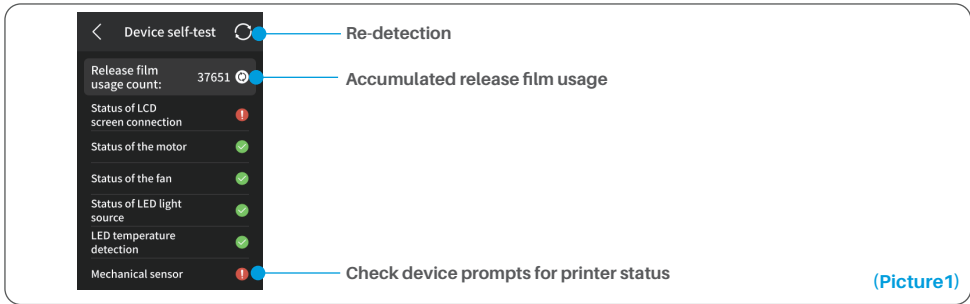 Device self-test
Re-detection
Release film
usage count:
37651
Accumulated release film usage
Status of LCD
screen connection
Status of the motor
Status of the fan
Status of LED light
source
LED temperature
detection
Mechanical sensor
Check device prompts for printer status
(Picture1)